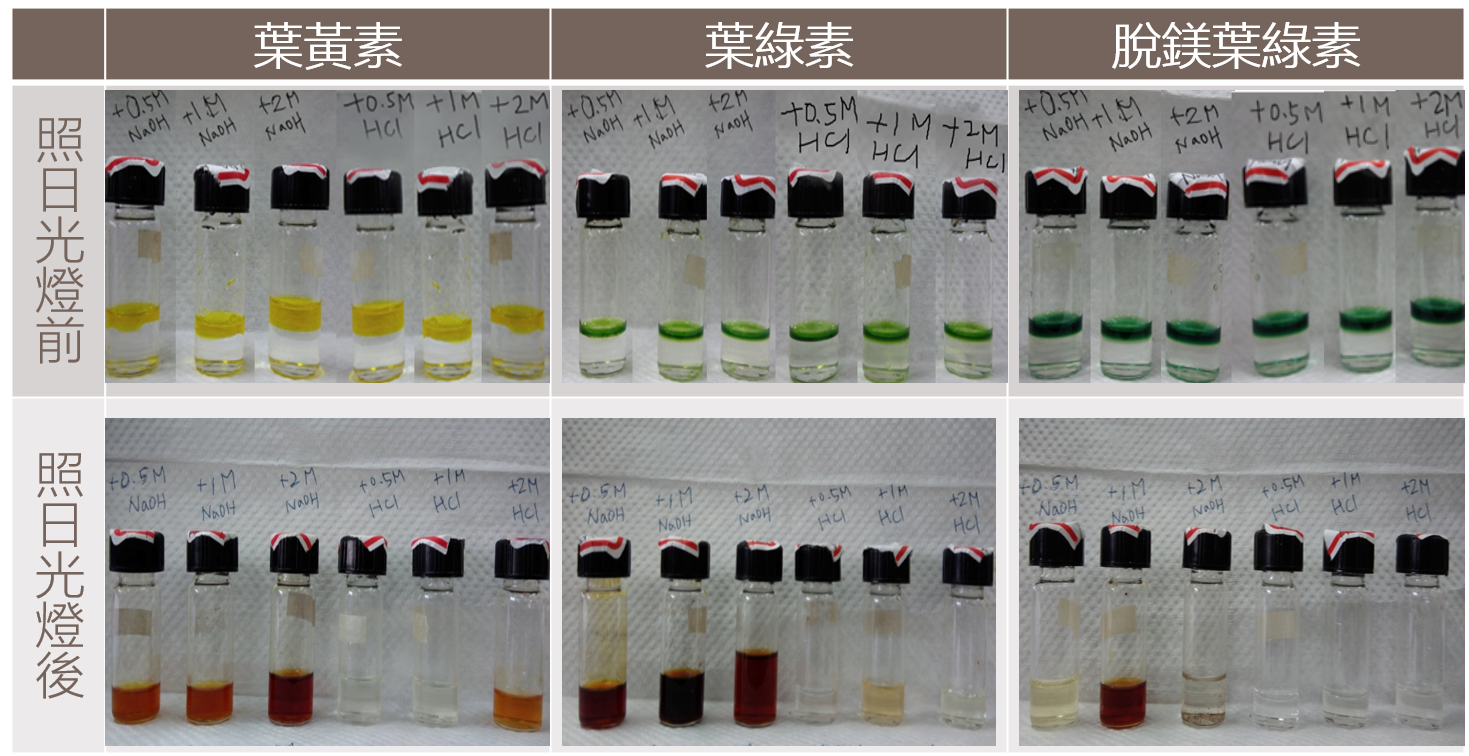 葉黃素
葉綠素
脫鎂葉綠素
照日光燈前
+0.5M
NaOH
+1M
NaOH
+2M
NaOH
+0.5M
HCl
+1M
HCl
+2M
HCl
+0.5M
NaOH
+1M
NaOH
+2M
NaOH
+0.5M
HCl
+1M
HCl
+2M
HCl
+0.5M
NaOH
+1M
NaOH
+2M
NaOH
+0.5M
HCl
+1M
HCl
+2M
HCl
照日光燈後
+0.5M
NaOH
+1M
NaOH
+2M
NaOH
+0.5M
HCl
+1M
HCl
+2M
HCl
+0.5M
NaOH
+1M
NaOH
+2M
NaOH
+0.5M
HCl
+1M
HCl
+2M
HCl
+0.5M
NaOH
+1M
NaOH
+2M
NaOH
+0.5M
HCl
+1M
HCl
+2M
HCl